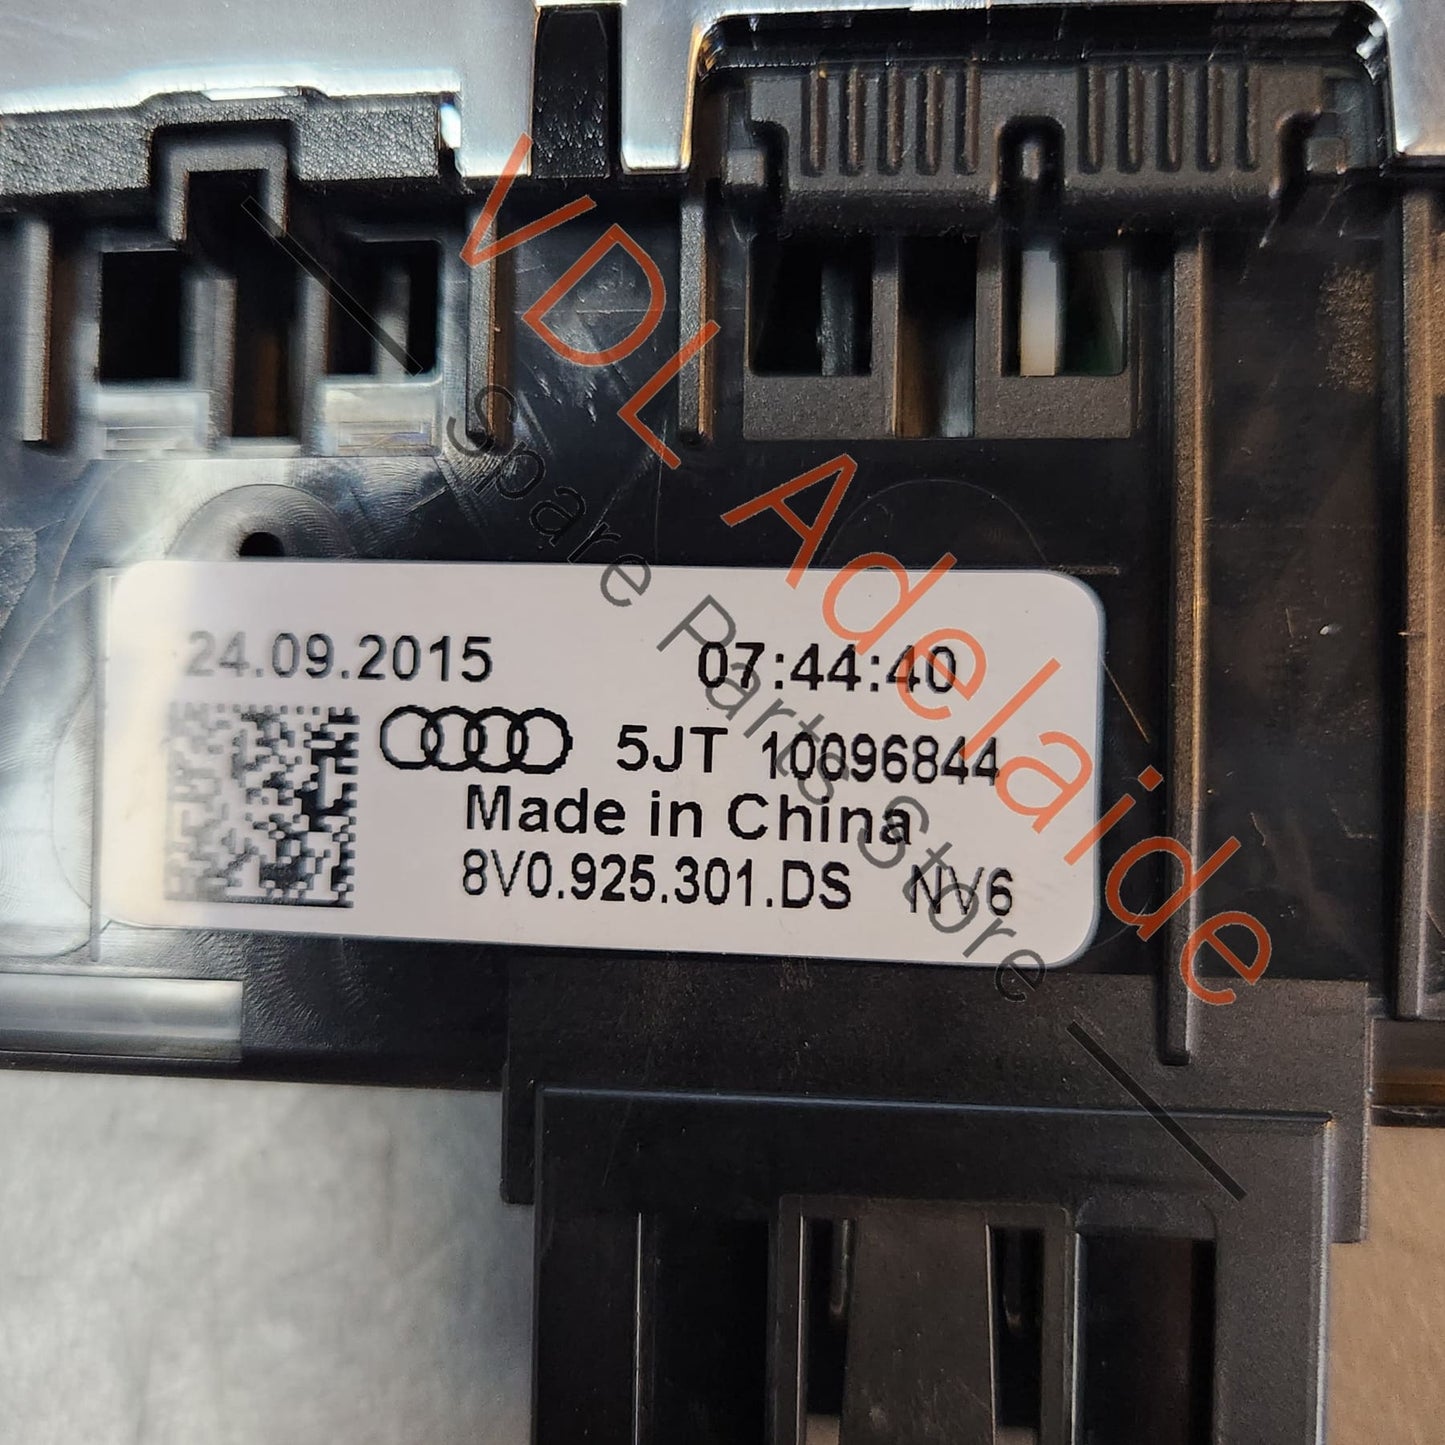 24.09.2015 07:44:40
5JT 10096844
Made in China
8V0.925.301.DS NV6
VDL Adelaide
Spare Parts Store